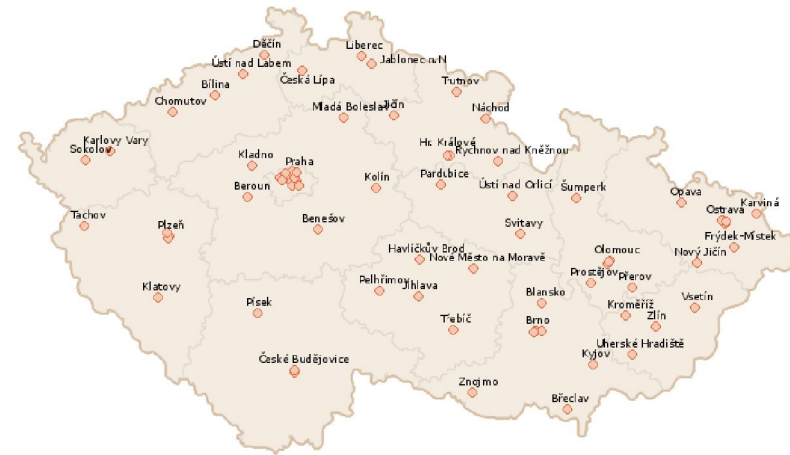 Děčín
Liberec
Jablonec n.N
Ústí nad Labem
Česká Lípa
Bílina
Trutnov
Chomutov
Mladá Boleslav
Jičín
Náchod
Karlovy Vary
Sokolov
Hr. Králové
Rychnov nad Kněžnou
Kladno
Praha
Pardubice
Kolín
Beroun
Ústí nad Orlicí
Šumperk
Opava
Karviná
Tachov
Plzeň
Benešov
Svitavy
Ostrava
Frýdek-Místek
Havlíčkův Brod
Nové Město na Moravě
Olomouc
Nový Jičín
Klatovy
Pelhřimov
Jihlava
Prostějov
Přerov
Písek
Blansko
Kroměříž
Vsetín
Třebíč
Brno
Zlín
České Budějovice
Uherské Hradiště
Kyjov
Znojmo
Břeclav